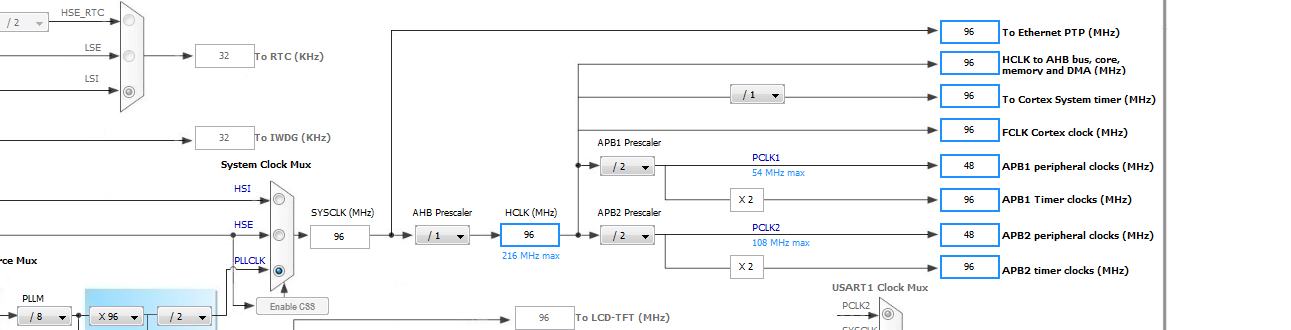 HSE_RTC
/ 2
LSE
LSI
32
To RTC (KHz)
32
To IWDG (KHz)
System Clock Mux
HSI
HSE
PLLCLK
rce Mux
PLLM
/ 8
X 96
/ 2
Enable CSS
SYSCLK (MHz)
96
AHB Prescaler
/ 1
HCLK (MHz)
96
216 MHz max
96
To Ethernet PTP (MHz)
96
HCLK to AHB bus, core,
memory and DMA (MHz)
/ 1
96
To Cortex System timer (MHz)
96
FCLK Cortex clock (MHz)
APB1 Prescaler
/ 2
PCLK1
54 MHz max
48
APB1 peripheral clocks (MHz)
X 2
96
APB1 Timer clocks (MHz)
APB2 Prescaler
/ 2
PCLK2
108 MHz max
48
APB2 peripheral clocks (MHz)
X 2
96
APB2 timer clocks (MHz)
96
To LCD-TFT (MHz)
USART1 Clock Mux
PCLK2
SYSCLK